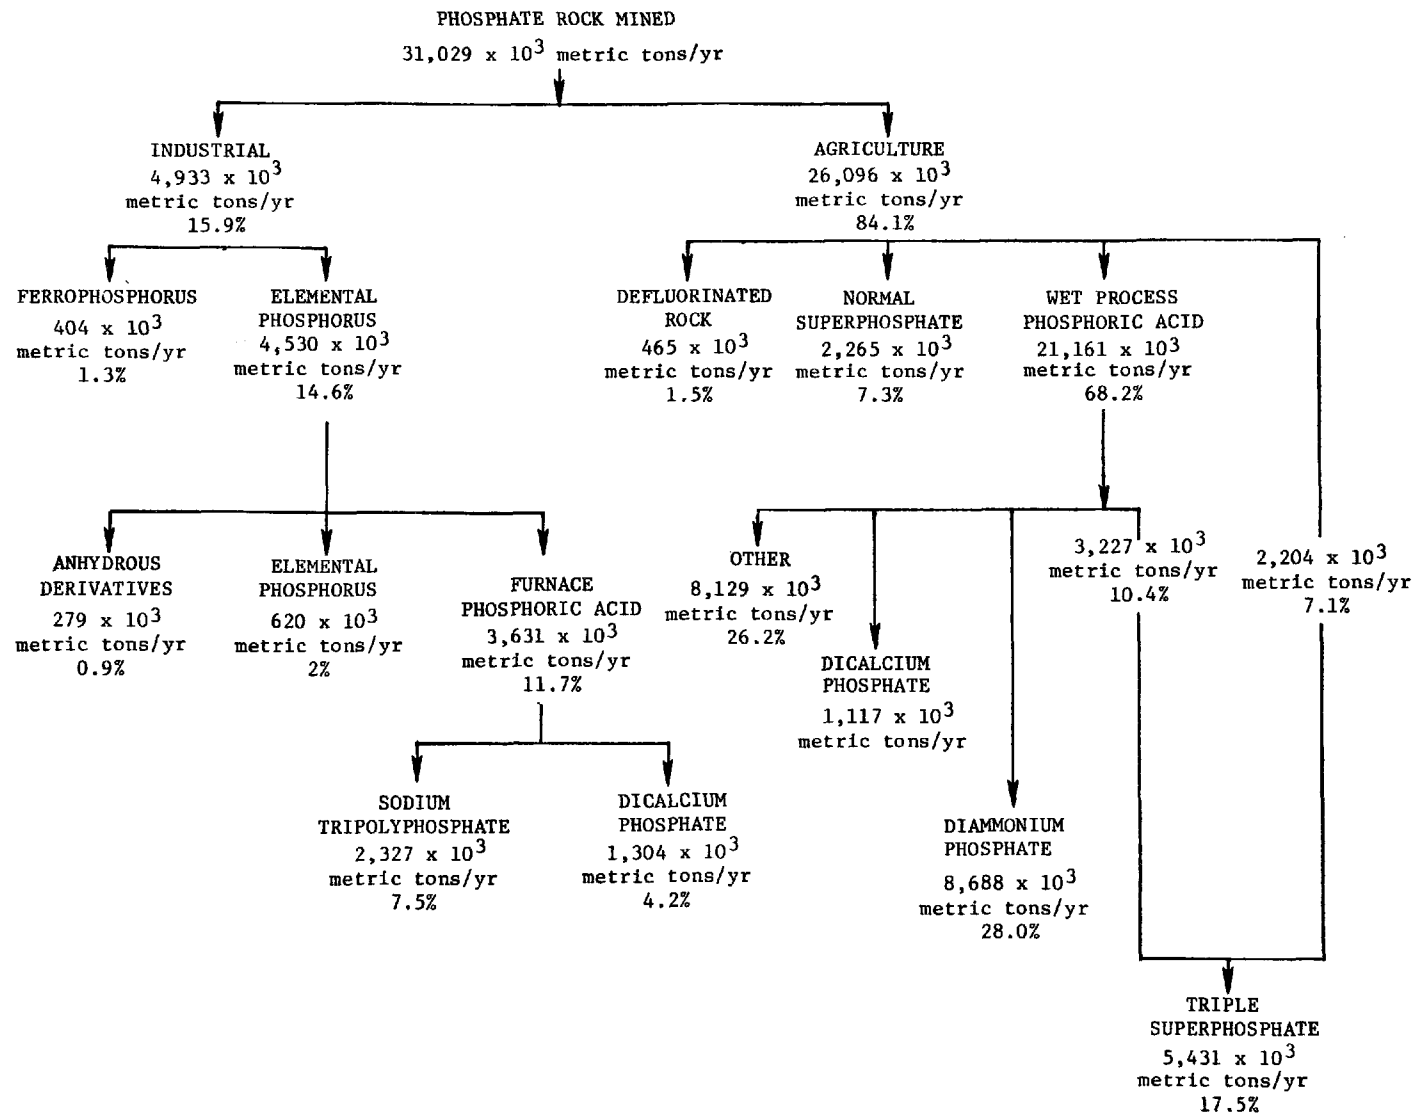 PHOSPHATE ROCK MINED
31,029 x 10³ metric tons/yr
INDUSTRIAL
4,933 x 10³
metric tons/yr
15.9%
AGRICULTURE
26,096 x 10³
metric tons/yr
84.1%
FERROPHOSPHORUS
404 x 10³
metric tons/yr
1.3%
ELEMENTAL
PHOSPHORUS
4,530 x 10³
metric tons/yr
14.6%
DEFLUORINATED
ROCK
465 x 10³
metric tons/yr
1.5%
NORMAL
SUPERPHOSPHATE
2,265 x 10³
metric tons/yr
7.3%
WET PROCESS
PHOSPHORIC ACID
21,161 x 10³
metric tons/yr
68.2%
ANHYDROUS
DERIVATIVES
279 x 10³
metric tons/yr
0.9%
ELEMENTAL
PHOSPHORUS
620 x 10³
metric tons/yr
2%
FURNACE
PHOSPHORIC ACID
3,631 x 10³
metric tons/yr
11.7%
OTHER
8,129 x 10³
metric tons/yr
26.2%
DICALCIUM
PHOSPHATE
1,117 x 10³
metric tons/yr
3,227 x 10³
metric tons/yr
10.4%
2,204 x 10³
metric tons/yr
7.1%
SODIUM
TRIPOLYPHOSPHATE
2,327 x 10³
metric tons/yr
7.5%
DICALCIUM
PHOSPHATE
1,304 x 10³
metric tons/yr
4.2%
DIAMMONIUM
PHOSPHATE
8,688 x 10³
metric tons/yr
28.0%
TRIPLE
SUPERPHOSPHATE
5,431 x 10³
metric tons/yr
17.5%